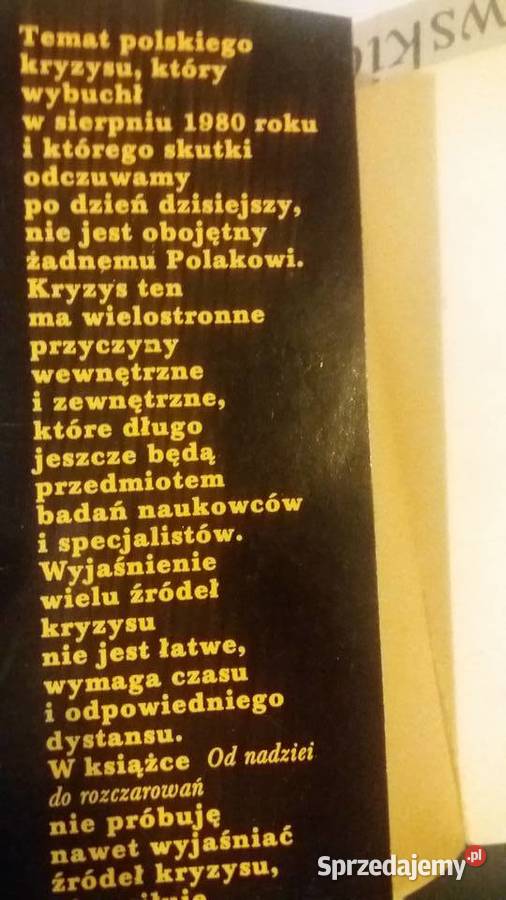 Temat polskiego
kryzysu, który
wybuchł
w sierpniu 1980 roku
i którego skutki
odczuwamy
po dzień dzisiejszy,
nie jest obojętny
żadnemu Polakowi.
Kryzys ten
ma wielostronne
przyczyny
wewnętrzne
i zewnętrzne,
które długo
jeszcze będą
przedmiotem
badań naukowców
i specjalistów.
Wyjaśnienie
wielu źródeł
kryzysu
nie jest łatwe,
wymaga czasu
i odpowiedniego
dystansu.
W książce Od nadziei
do rozczarowań
nie próbuję
nawet wyjaśniać
źródeł kryzysu,
Sprzedajemy.pl